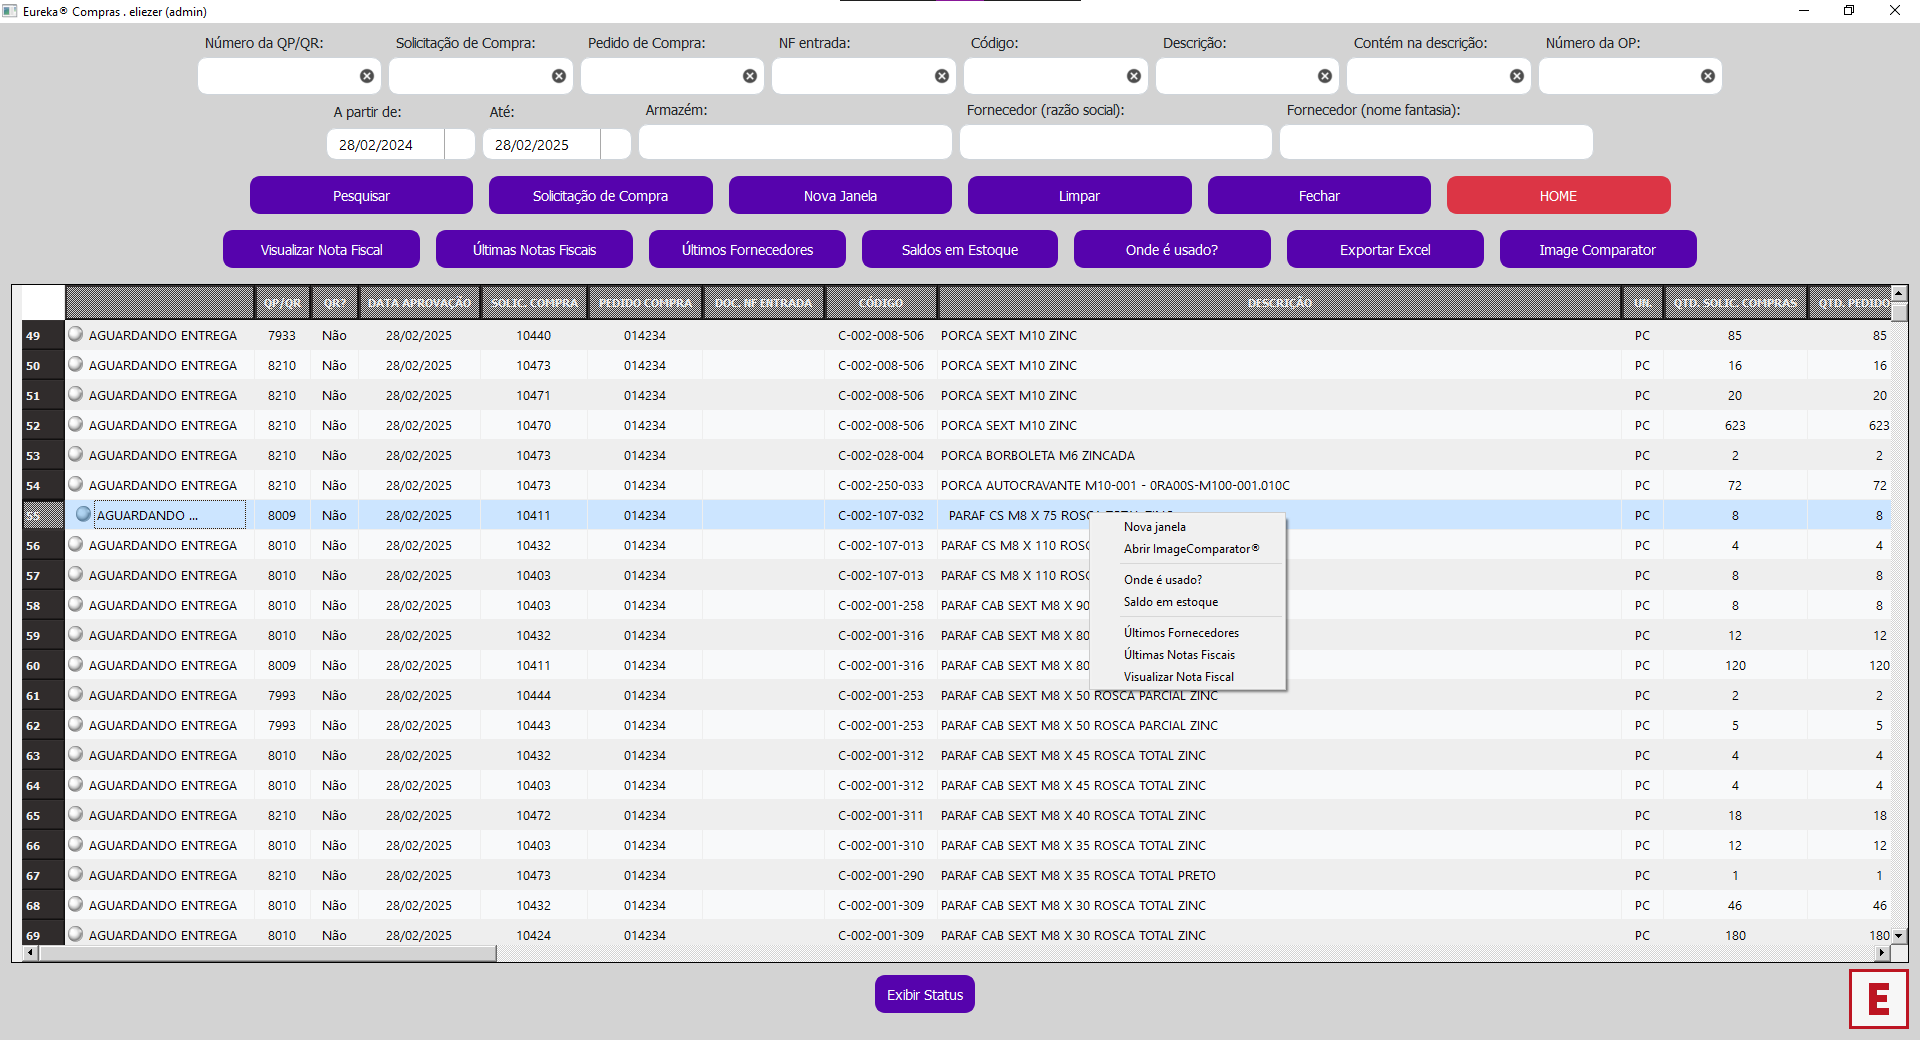 Eureka® Compras . eliezer (admin)
Número da QP/QR: Solicitação de Compra: Pedido de Compra: NF entrada: Código: Descrição: Contém na descrição: Número da OP:
A partir de: Até: Armazém: Fornecedor (razão social): Fornecedor (nome fantasia):
28/02/2024 28/02/2025
Pesquisar Solicitação de Compra Nova Janela Limpar Fechar HOME
Visualizar Nota Fiscal Últimas Notas Fiscais Últimos Fornecedores Saldos em Estoque Onde é usado? Exportar Excel Image Comparator
QP/QR QR? DATA APROVAÇÃO SOLIC. COMPRA PEDIDO COMPRA DOC. NF ENTRADA CÓDIGO DESCRIÇÃO UN. QTD. SOLIC. COMPRAS QTD. PEDIDO
49 AGUARDANDO ENTREGA 7933 Não 28/02/2025 10440 014234 C-002-008-506 PORCA SEXT M10 ZINC PC 85 85
50 AGUARDANDO ENTREGA 8210 Não 28/02/2025 10473 014234 C-002-008-506 PORCA SEXT M10 ZINC PC 16 16
51 AGUARDANDO ENTREGA 8210 Não 28/02/2025 10471 014234 C-002-008-506 PORCA SEXT M10 ZINC PC 20 20
52 AGUARDANDO ENTREGA 8210 Não 28/02/2025 10470 014234 C-002-008-506 PORCA SEXT M10 ZINC PC 623 623
53 AGUARDANDO ENTREGA 8210 Não 28/02/2025 10473 014234 C-002-028-004 PORCA BORBOLETA M6 ZINCADA PC 2 2
54 AGUARDANDO ENTREGA 8210 Não 28/02/2025 10473 014234 C-002-250-033 PORCA AUTOCRAVANTE M10-001 - 0RA00S-M100-001.010C PC 72 72
55 AGUARDANDO ... 8009 Não 28/02/2025 10411 014234 C-002-107-032 PARAF CS M8 X 75 PC 8 8
56 AGUARDANDO ENTREGA 8010 Não 28/02/2025 10432 014234 C-002-107-013 PARAF CS M8 X 110 ROSC PC 4 4
57 AGUARDANDO ENTREGA 8010 Não 28/02/2025 10403 014234 C-002-107-013 PARAF CS M8 X 110 ROSC PC 8 8
58 AGUARDANDO ENTREGA 8010 Não 28/02/2025 10403 014234 C-002-001-258 PARAF CAB SEXT M8 X 90 PC 8 8
59 AGUARDANDO ENTREGA 8010 Não 28/02/2025 10432 014234 C-002-001-316 PARAF CAB SEXT M8 X 80 PC 12 12
60 AGUARDANDO ENTREGA 8009 Não 28/02/2025 10411 014234 C-002-001-316 PARAF CAB SEXT M8 X 80 PC 120 120
61 AGUARDANDO ENTREGA 7993 Não 28/02/2025 10444 014234 C-002-001-253 PARAF CAB SEXT M8 X 50 ROSCA PARCIAL ZINC PC 2 2
62 AGUARDANDO ENTREGA 7993 Não 28/02/2025 10443 014234 C-002-001-253 PARAF CAB SEXT M8 X 50 ROSCA PARCIAL ZINC PC 5 5
63 AGUARDANDO ENTREGA 8010 Não 28/02/2025 10432 014234 C-002-001-312 PARAF CAB SEXT M8 X 45 ROSCA TOTAL ZINC PC 4 4
64 AGUARDANDO ENTREGA 8010 Não 28/02/2025 10403 014234 C-002-001-312 PARAF CAB SEXT M8 X 45 ROSCA TOTAL ZINC PC 4 4
65 AGUARDANDO ENTREGA 8210 Não 28/02/2025 10472 014234 C-002-001-311 PARAF CAB SEXT M8 X 40 ROSCA TOTAL ZINC PC 18 18
66 AGUARDANDO ENTREGA 8010 Não 28/02/2025 10403 014234 C-002-001-310 PARAF CAB SEXT M8 X 35 ROSCA TOTAL ZINC PC 12 12
67 AGUARDANDO ENTREGA 8210 Não 28/02/2025 10473 014234 C-002-001-290 PARAF CAB SEXT M8 X 35 ROSCA TOTAL PRETO PC 1 1
68 AGUARDANDO ENTREGA 8010 Não 28/02/2025 10432 014234 C-002-001-309 PARAF CAB SEXT M8 X 30 ROSCA TOTAL ZINC PC 46 46
69 AGUARDANDO ENTREGA 8010 Não 28/02/2025 10424 014234 C-002-001-309 PARAF CAB SEXT M8 X 30 ROSCA TOTAL ZINC PC 180 180
Nova janela
Abrir ImageComparator®
Onde é usado?
Saldo em estoque
Últimos Fornecedores
Últimas Notas Fiscais
Visualizar Nota Fiscal
Exibir Status
E